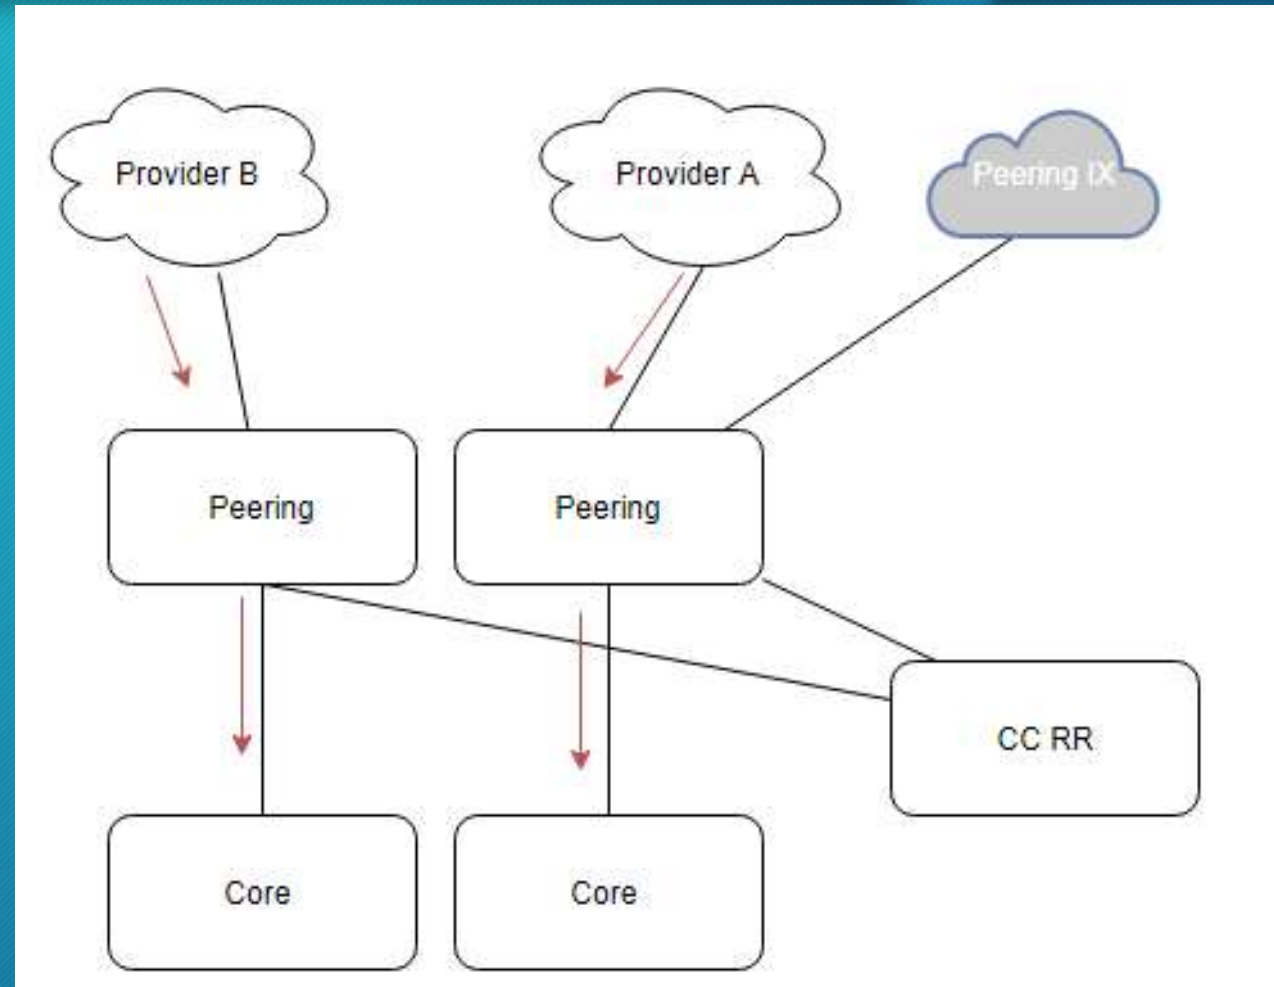 Provider B
Provider A
Peering IX
Peering
Peering
CC RR
Core
Core